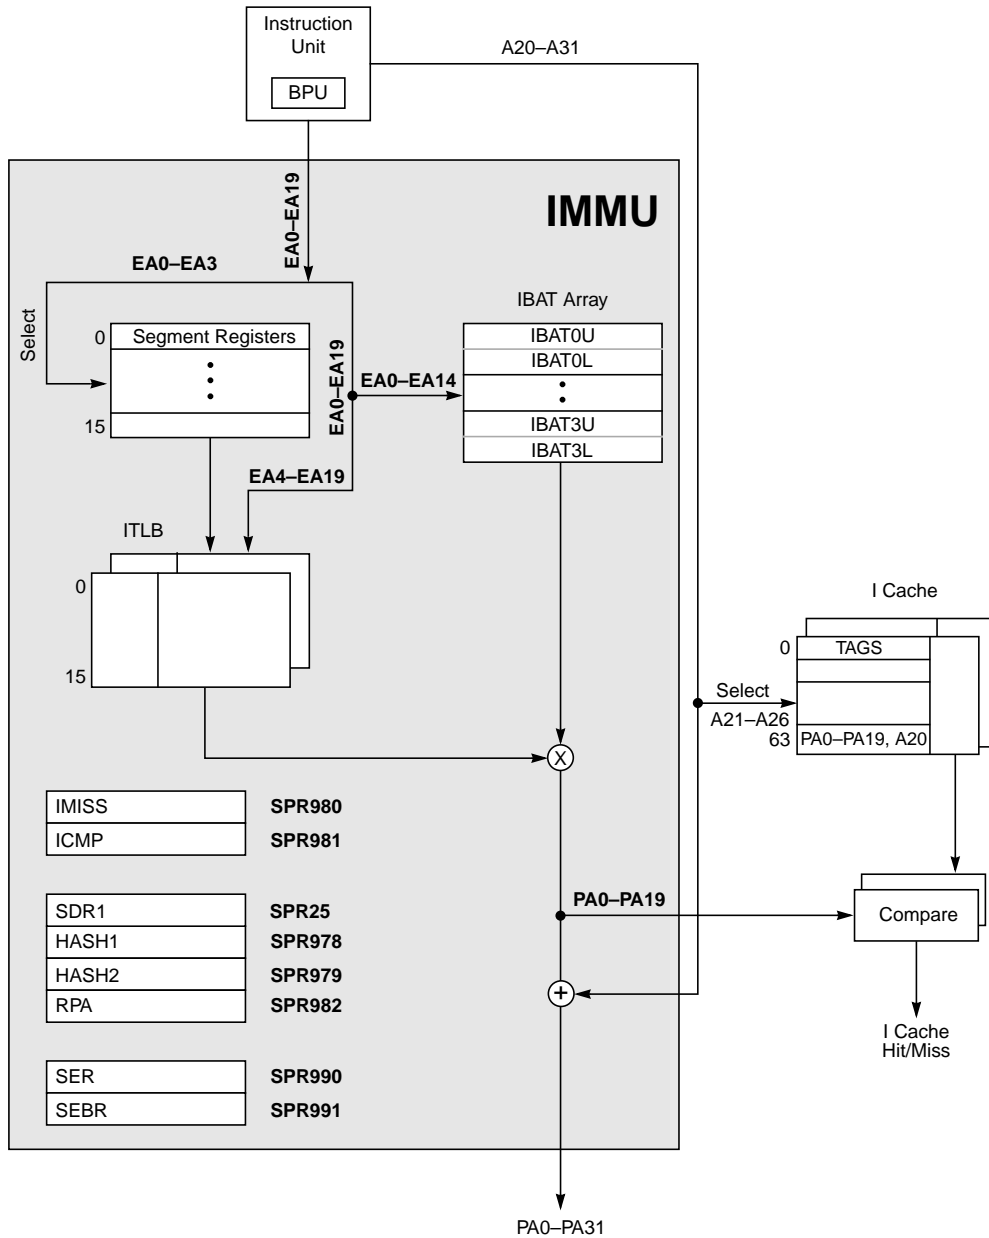 Instruction
Unit
BPU
A20–A31
IMMU
EA0–EA19
EA0–EA3
Select
IBAT Array
0
Segment Registers
15
EA0–EA19
EA0–EA14
IBAT0U
IBAT0L
IBAT3U
IBAT3L
EA4–EA19
ITLB
0
15
I Cache
0
TAGS
Select
A21–A26
63
PA0–PA19, A20
X
IMISS SPR980
ICMP SPR981
SDR1 SPR25
HASH1 SPR978
HASH2 SPR979
RPA SPR982
PA0–PA19
Compare
+
I Cache
Hit/Miss
SER SPR990
SEBR SPR991
PA0–PA31